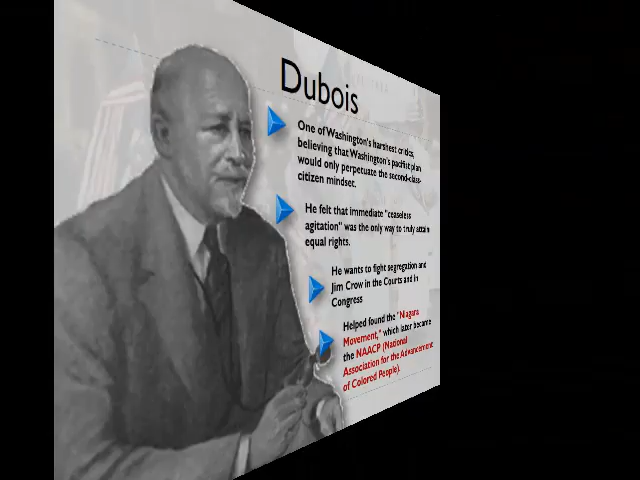 Dubois
One of Washington's harshest critics,
believing that Washington's pacifist plan
would only perpetuate the second-class-
citizen mindset.
He felt that immediate "ceaseless
agitation" was the only way to truly attain
equal rights.
He wants to fight segregation and
Jim Crow in the Courts and in
Congress
Helped found the "Niagara
Movement," which later became
the NAACP (National
Association for the Advancement
of Colored People).